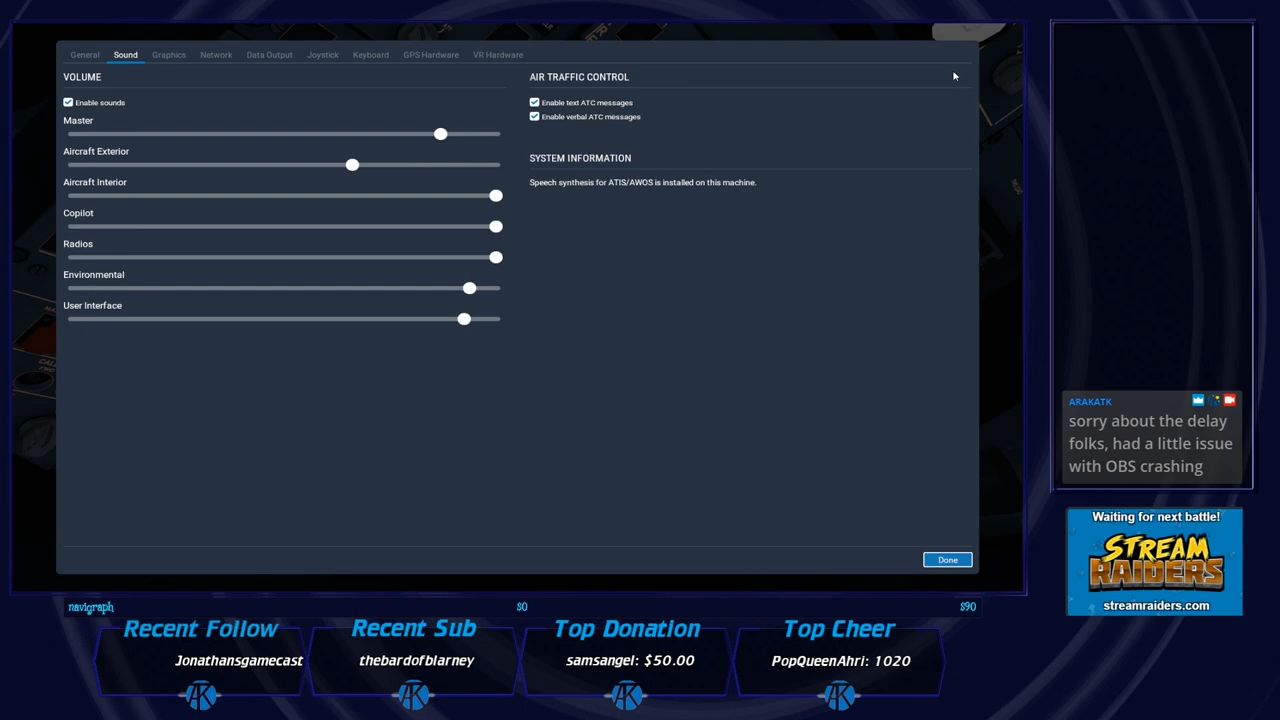 General Sound Graphics Network Data Output Joystick Keyboard GPS Hardware VR Hardware
VOLUME
Enable sounds
Master
Aircraft Exterior
Aircraft Interior
Copilot
Radios
Environmental
User Interface
AIR TRAFFIC CONTROL
Enable text ATC messages
Enable verbal ATC messages
SYSTEM INFORMATION
Speech synthesis for ATIS/AWOS is installed on this machine.
Done
ARAKATK
sorry about the delay
folks, had a little issue
with OBS crashing
Waiting for next battle!
STREAM
RAIDERS
streamraiders.com
navigraph $0 $90
Recent Follow
Jonathansgamecast
AK
Recent Sub
thebardofblarney
AK
Top Donation
samsangel: $50.00
AK
Top Cheer
PopQueenAhri: 1020
AK